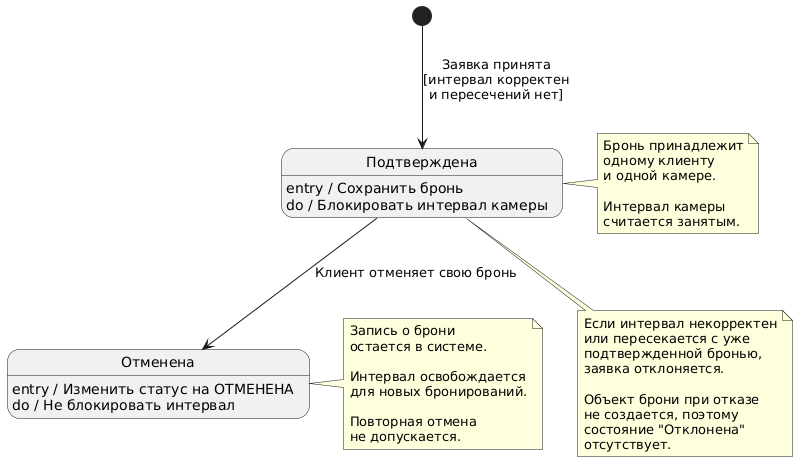 Заявка принята
[интервал корректен
и пересечений нет]
Подтверждена
entry / Сохранить бронь
do / Блокировать интервал камеры
Бронь принадлежит
одному клиенту
и одной камере.
Интервал камеры
считается занятым.
Клиент отменяет свою бронь
Отменена
entry / Изменить статус на ОТМЕНЕНА
do / Не блокировать интервал
Запись о брони
остается в системе.
Интервал освобождается
для новых бронирований.
Повторная отмена
не допускается.
Если интервал некорректен
или пересекается с уже
подтвержденной бронью,
заявка отклоняется.
Объект брони при отказе
не создается, поэтому
состояние "Отклонена"
отсутствует.